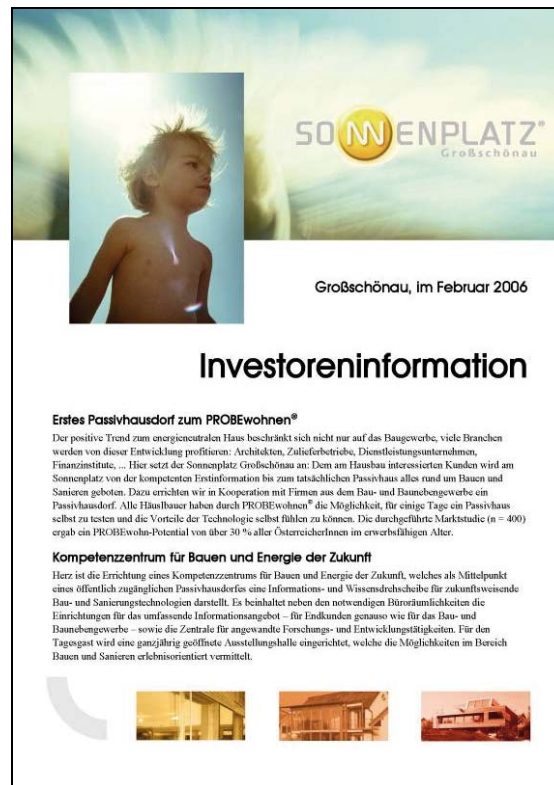 SONNENPLATZ®
Großschönau
Großschönau, im Februar 2006
Investoreninformation
Erstes Passivhausdorf zum PROBEwohnen®
Der positive Trend zum energieneutralen Haus beschränkt sich nicht nur auf das Baugewerbe, viele Branchen
werden von dieser Entwicklung profitieren: Architekten, Zulieferbetriebe, Dienstleistungsunternehmen,
Finanzinstitute, ... Hier setzt der Sonnenplatz Großschönau an: Dem am Hausbau interessierten Kunden wird am
Sonnenplatz von der kompetenten Erstinformation bis zum tatsächlichen Passivhaus alles rund um Bauen und
Sanieren geboten. Dazu errichten wir in Kooperation mit Firmen aus dem Bau- und Baunebengewerbe ein
Passivhausdorf. Alle Häuslbauer haben durch PROBEwohnen® die Möglichkeit, für einige Tage ein Passivhaus
selbst zu testen und die Vorteile der Technologie selbst fühlen zu können. Die durchgeführte Marktstudie (n = 400)
ergab ein PROBEwohn-Potential von über 30 % aller ÖsterreicherInnen im erwerbsfähigen Alter.
Kompetenzzentrum für Bauen und Energie der Zukunft
Herz ist die Errichtung eines Kompetenzzentrums für Bauen und Energie der Zukunft, welches als Mittelpunkt
eines öffentlich zugänglichen Passivhausdorfes eine Informations- und Wissensdrehscheibe für zukunftsweisende
Bau- und Sanierungstechnologien darstellt. Es beinhaltet neben den notwendigen Büroräumlichkeiten die
Einrichtungen für das umfassende Informationsangebot – für Endkunden genauso wie für das Bau- und
Baunebengewerbe – sowie die Zentrale für angewandte Forschungs- und Entwicklungstätigkeiten. Für den
Tagesgast wird eine ganzjährig geöffnete Ausstellungshalle eingerichtet, welche die Möglichkeiten im Bereich
Bauen und Sanieren erlebnisorientiert vermittelt.